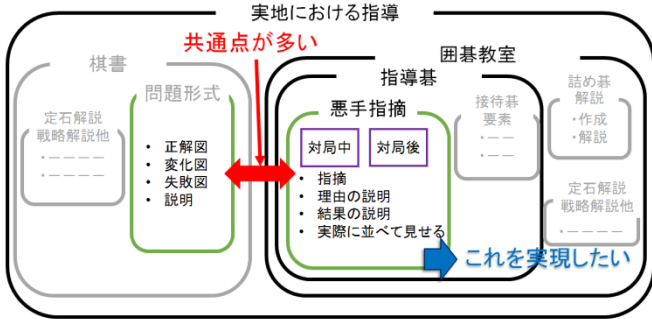 実地における指導
共通点が多い
棋書
囲碁教室
問題形式
指導碁
定石解説
戦略解説他
・ーーーー
・ーーーー
• 正解図
• 変化図
• 失敗図
• 説明
悪手指摘
対局中
対局後
• 指摘
• 理由の説明
• 結果の説明
• 実際に並べて見せる
接待碁
要素
・ーー
・ーー
詰め碁
解説
・作成
・解説
定石解説
戦略解説他
・ーーーー
これを実現したい